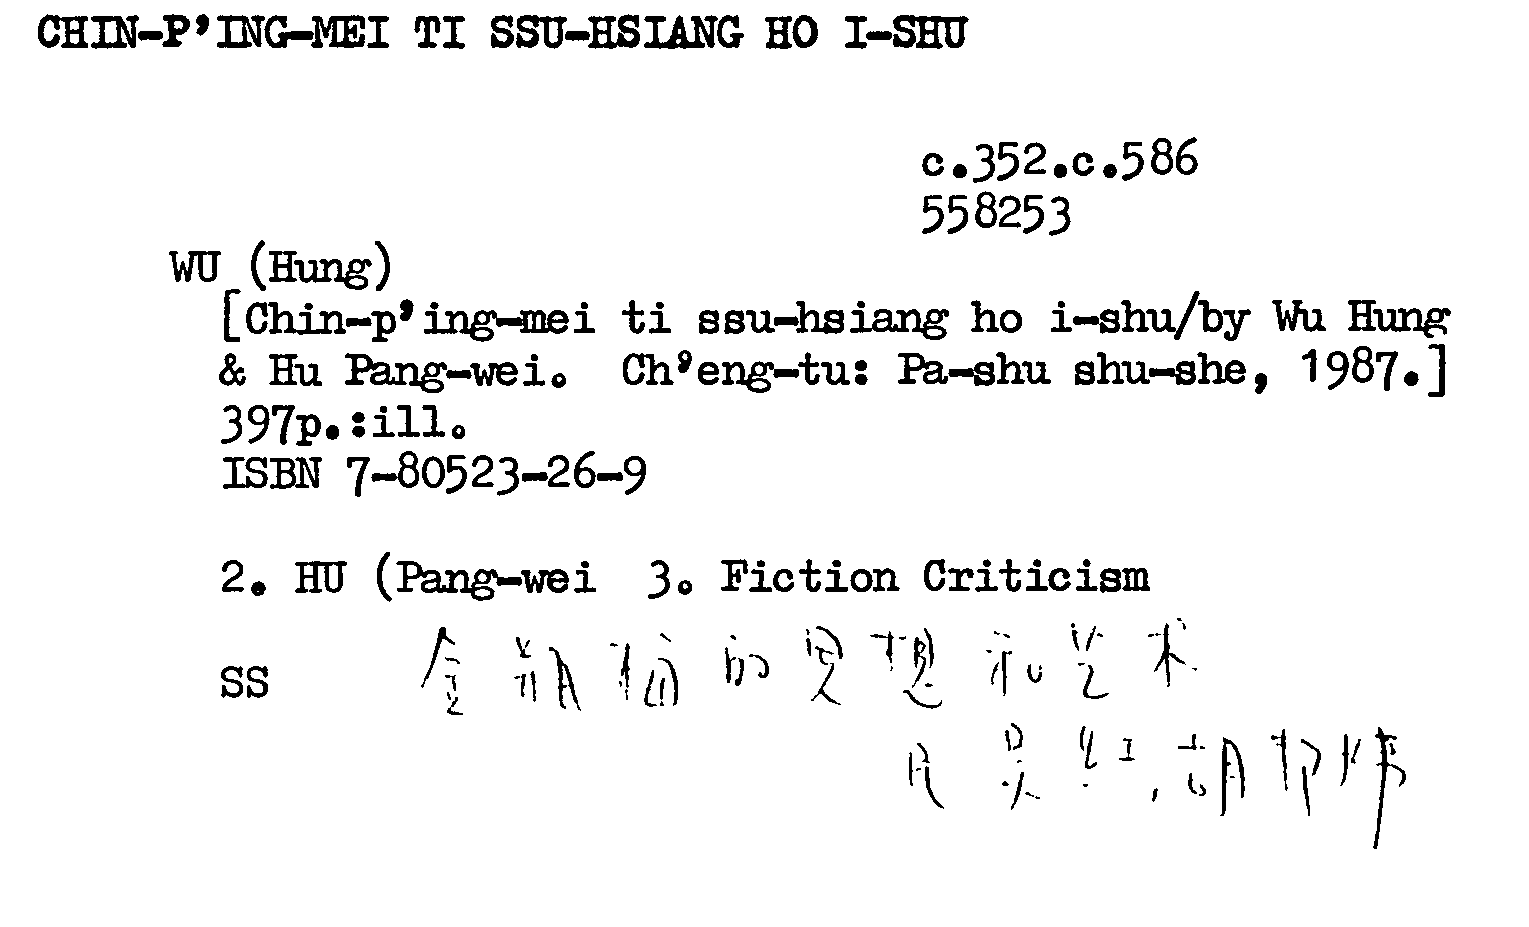 CHIN-P'ING-MEI TI SSU-HSIANG HO I-SHU
c.352.c.586
558253
WU (Hung)
[Chin-p'ing-mei ti ssu-hsiang ho i-shu/by Wu Hung
& Hu Pang-wei. Ch'eng-tu: Pa-shu shu-she, 1987.]
397p.:ill.
ISBN 7-80523-26-9
2. HU (Pang-wei 3. Fiction Criticism
SS 金瓶梅的思想和艺术
吴红,胡邦炜